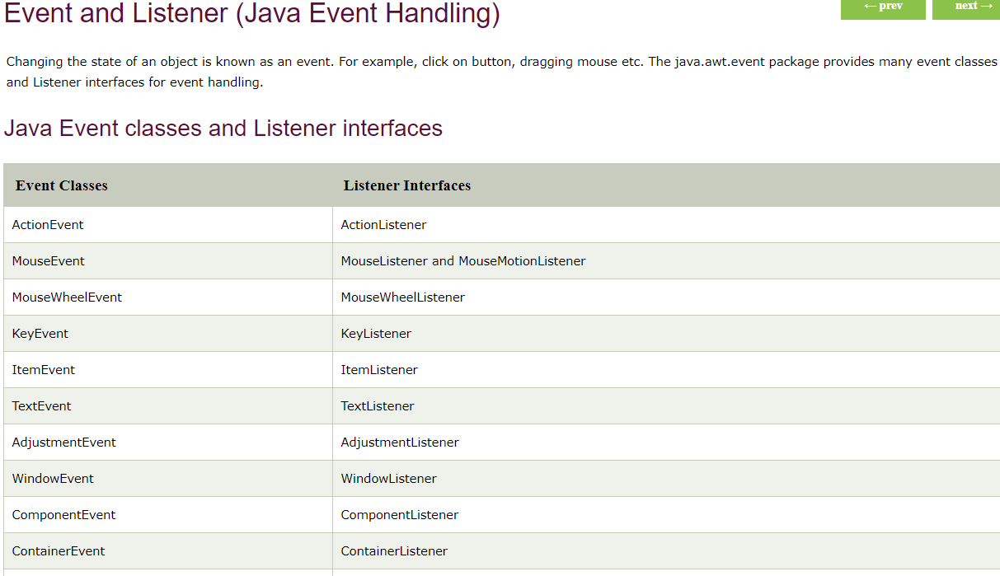 Event and Listener (Java Event Handling)
← prev
next →
Changing the state of an object is known as an event. For example, click on button, dragging mouse etc. The java.awt.event package provides many event classes
and Listener interfaces for event handling.
Java Event classes and Listener interfaces
Event Classes Listener Interfaces
ActionEvent ActionListener
MouseEvent MouseListener and MouseMotionListener
MouseWheelEvent MouseWheelListener
KeyEvent KeyListener
ItemEvent ItemListener
TextEvent TextListener
AdjustmentEvent AdjustmentListener
WindowEvent WindowListener
ComponentEvent ComponentListener
ContainerEvent ContainerListener